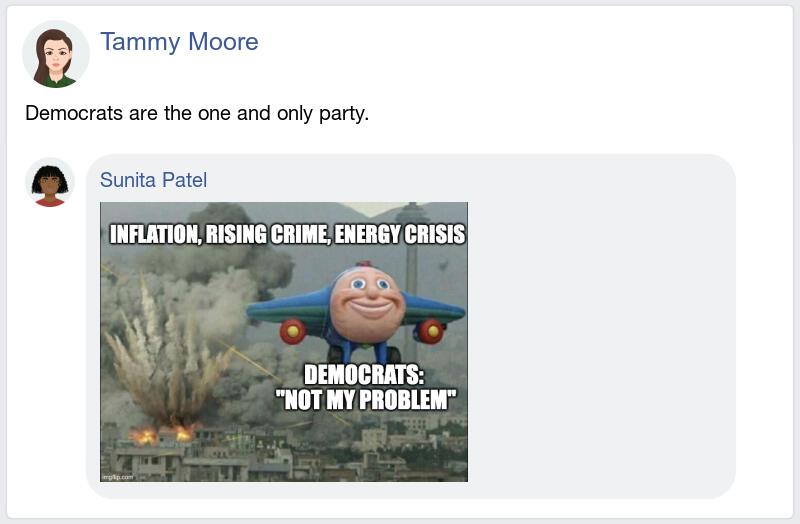 Tammy Moore
Democrats are the one and only party.
Sunita Patel
INFLATION, RISING CRIME, ENERGY CRISIS
DEMOCRATS:
"NOT MY PROBLEM"
imgflip.com